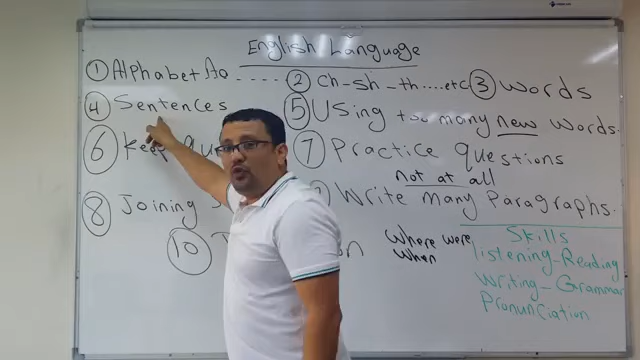 English Language
① Alphabet Aa ----
② ch-sh-th....etc
③ words
④ Sentences
⑤ Using too many new words.
⑥ Keep
⑦ Practice questions
not at all
⑧ Joining
Write many Paragraphs.
⑩
where were
when
Skills
listening-Reading
Writing-Grammar
Pronunciation